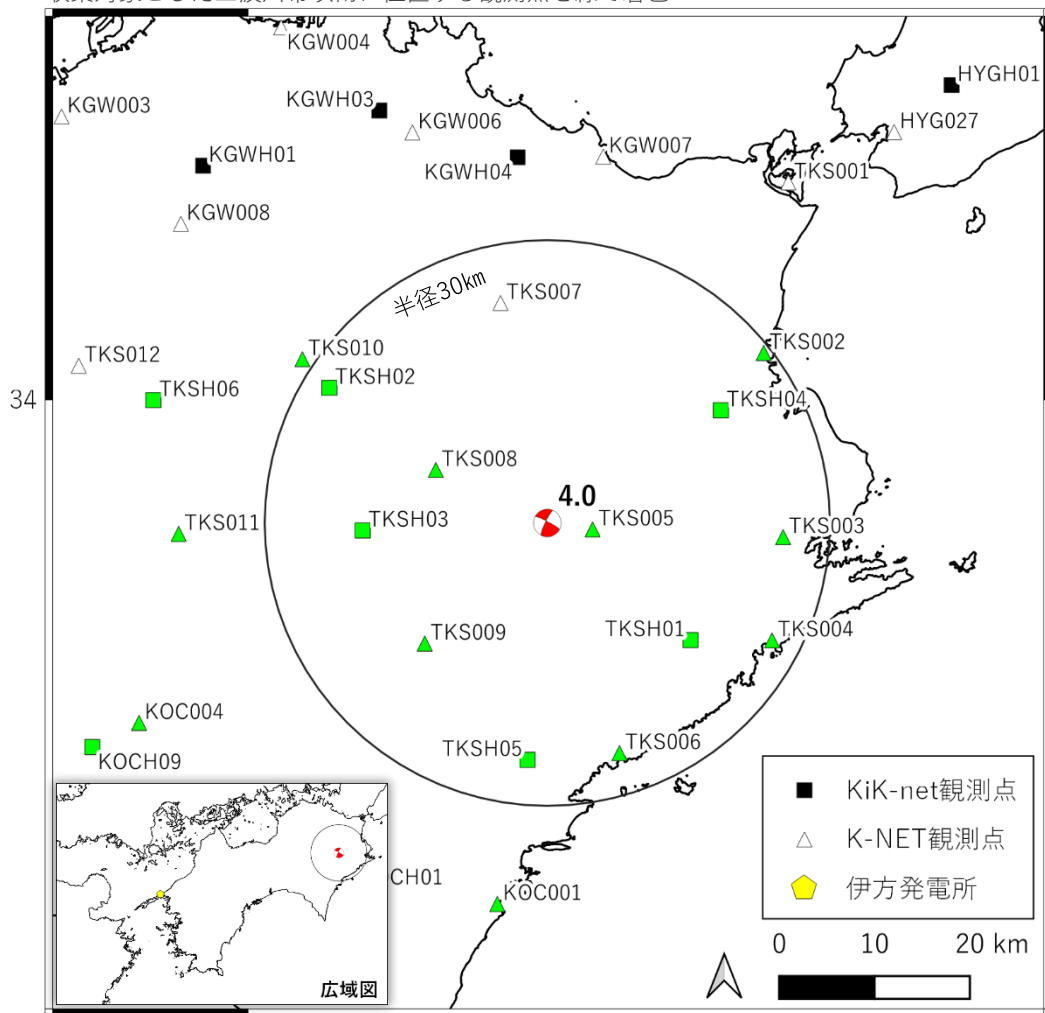 KGW004
HYGH01
KGWH03
KGW003
KGW006
HYG027
KGW007
KGWH01
KGWH04
TKS001
KGW008
半径30km
TKS007
TKS010
TKS002
TKS012
TKSH02
TKSH06
34
TKSH04
TKS008
4.0
TKSH03
TKS005
TKS011
TKS003
TKS009
TKSH01
TKS004
KOC004
TKSH05
TKS006
KOCH09
KiK-net観測点
K-NET観測点
伊方発電所
CH01
KOC001
0 10 20 km
広域図